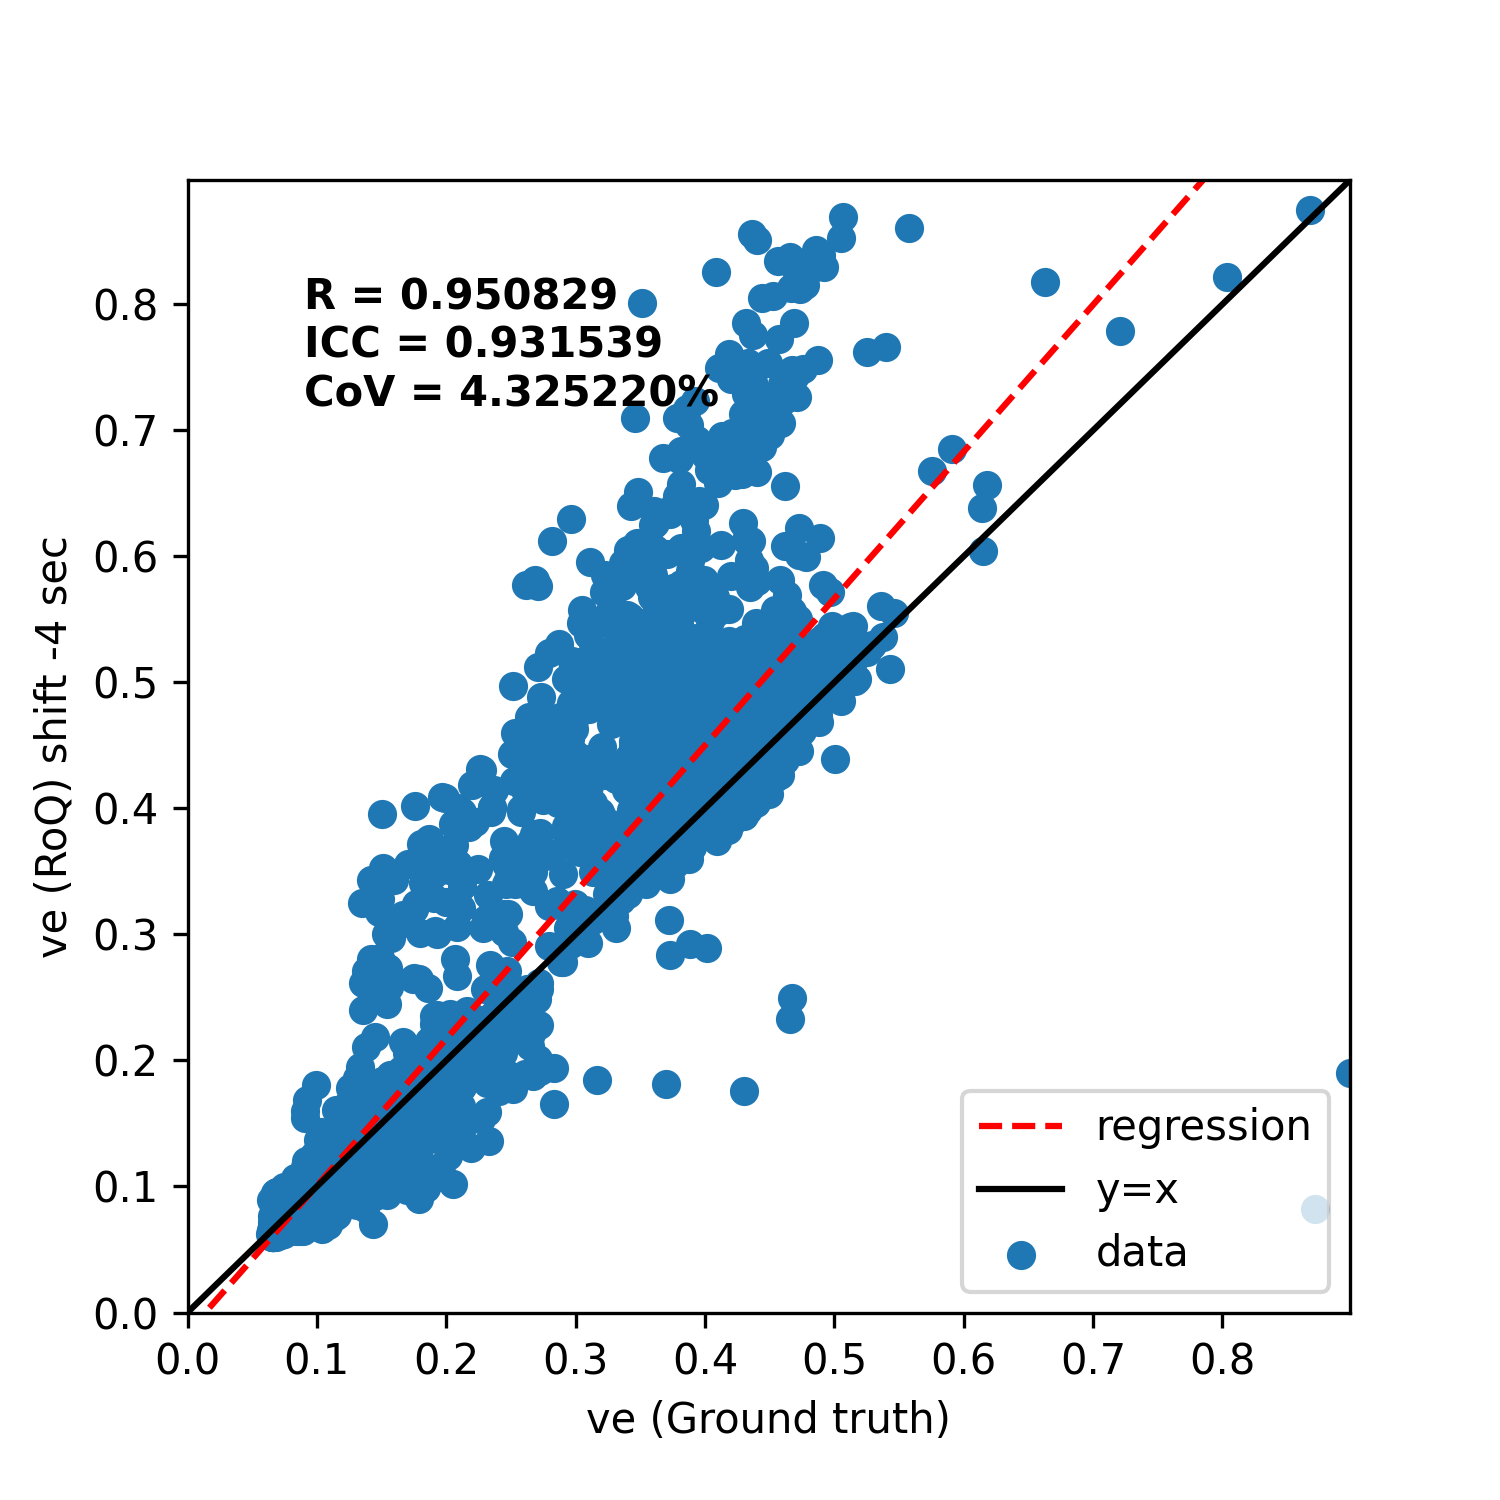 R = 0.950829
ICC = 0.931539
CoV = 4.325220%
ve (RoQ) shift -4 sec
0.8
0.7
0.6
0.5
0.4
0.3
0.2
0.1
0.0
regression
y=x
data
0.0 0.1 0.2 0.3 0.4 0.5 0.6 0.7 0.8
ve (Ground truth)